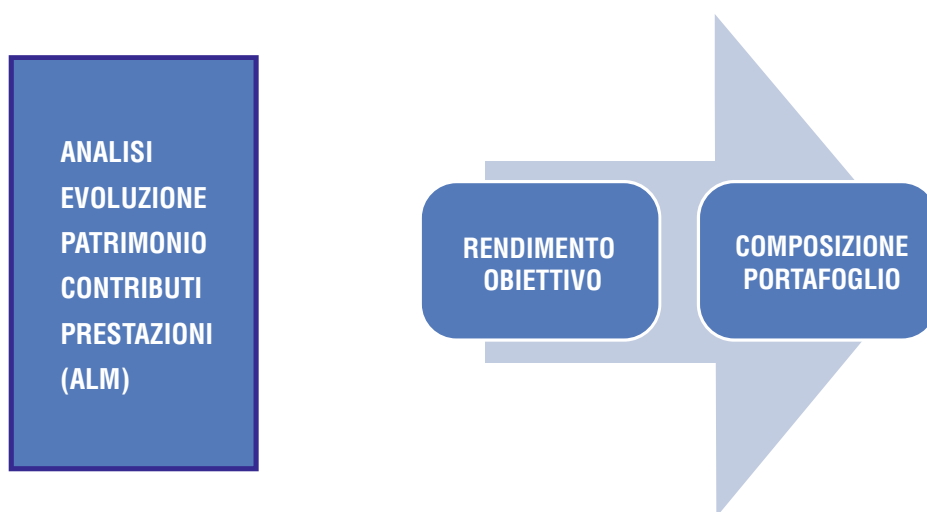 ANALISI
EVOLUZIONE
PATRIMONIO
CONTRIBUTI
PRESTAZIONI
(ALM)
RENDIMENTO
OBIETTIVO
COMPOSIZIONE
PORTAFOGLIO